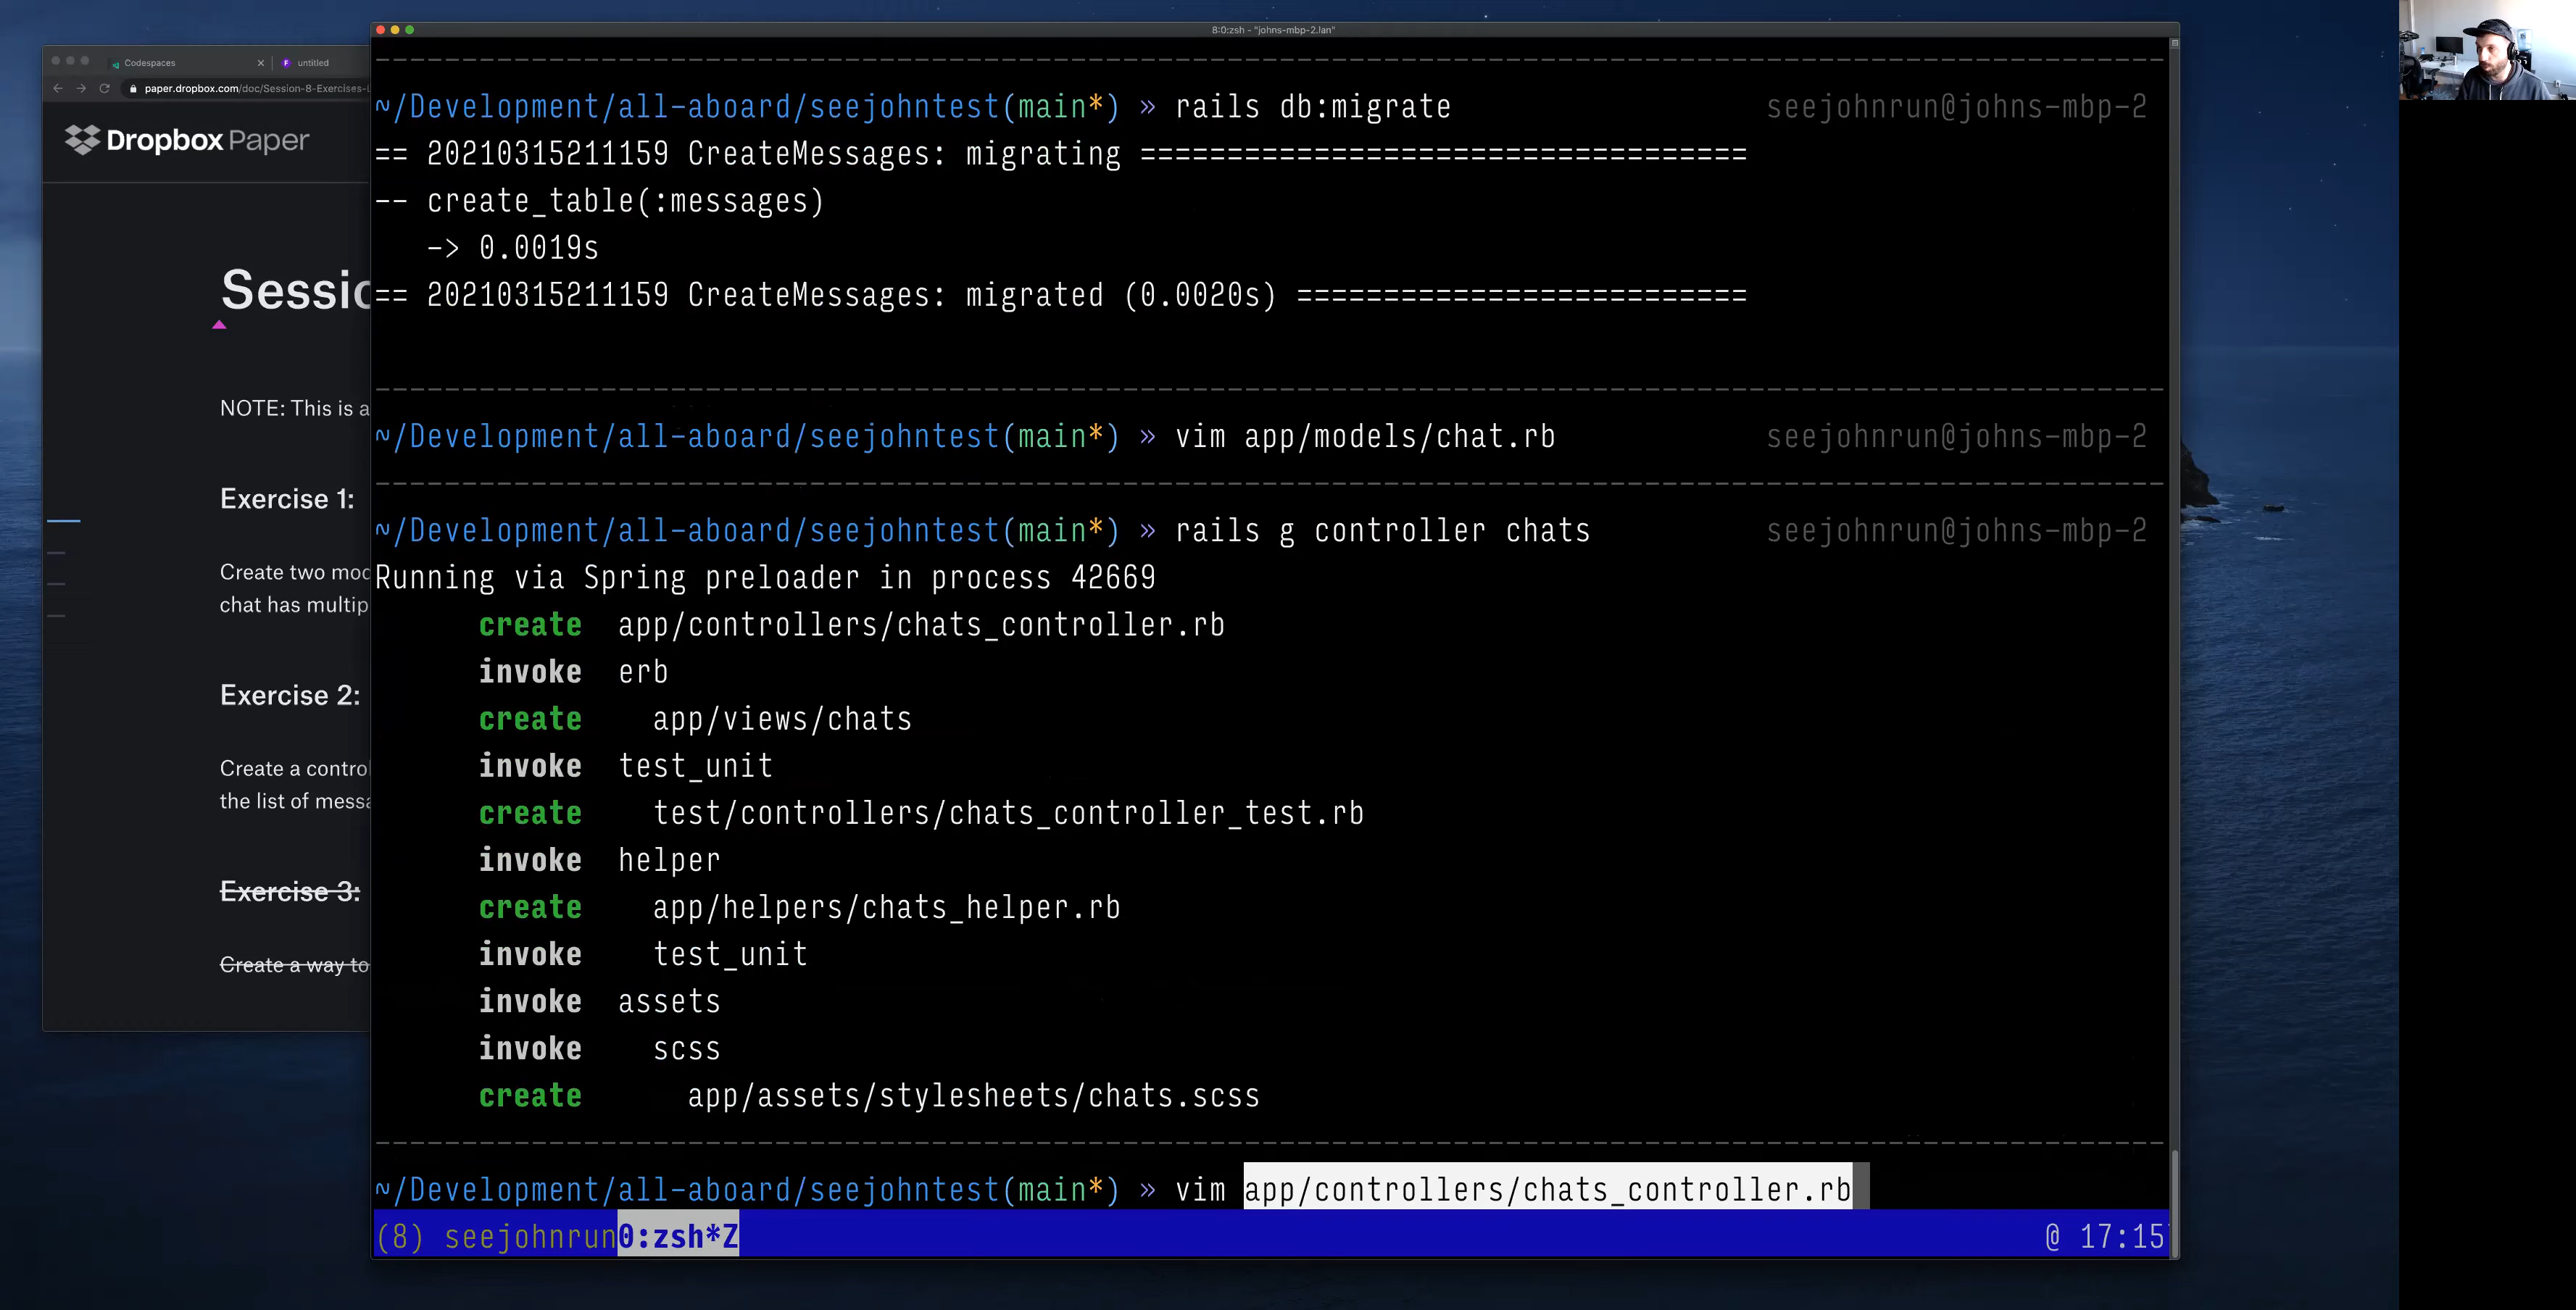 8:0:zsh - "johns-mbp-2.lan"
Codespaces
untitled
paper.dropbox.com/doc/Session-8-Exercises-
Dropbox Paper
Sessio
NOTE: This is a
Exercise 1:
Create two mod
chat has multip
Exercise 2:
Create a control
the list of messa
Exercise 3:
Create a way to
~/Development/all-aboard/seejohntest(main*) » rails db:migrate seejohnrun@johns-mbp-2
== 20210315211159 CreateMessages: migrating ===================================
-- create_table(:messages)
-> 0.0019s
== 20210315211159 CreateMessages: migrated (0.0020s) ==========================
~/Development/all-aboard/seejohntest(main*) » vim app/models/chat.rb seejohnrun@johns-mbp-2
~/Development/all-aboard/seejohntest(main*) » rails g controller chats seejohnrun@johns-mbp-2
Running via Spring preloader in process 42669
create app/controllers/chats_controller.rb
invoke erb
create app/views/chats
invoke test_unit
create test/controllers/chats_controller_test.rb
invoke helper
create app/helpers/chats_helper.rb
invoke test_unit
invoke assets
invoke scss
create app/assets/stylesheets/chats.scss
~/Development/all-aboard/seejohntest(main*) » vim app/controllers/chats_controller.rb
(8) seejohnrun0:zsh*Z @ 17:15